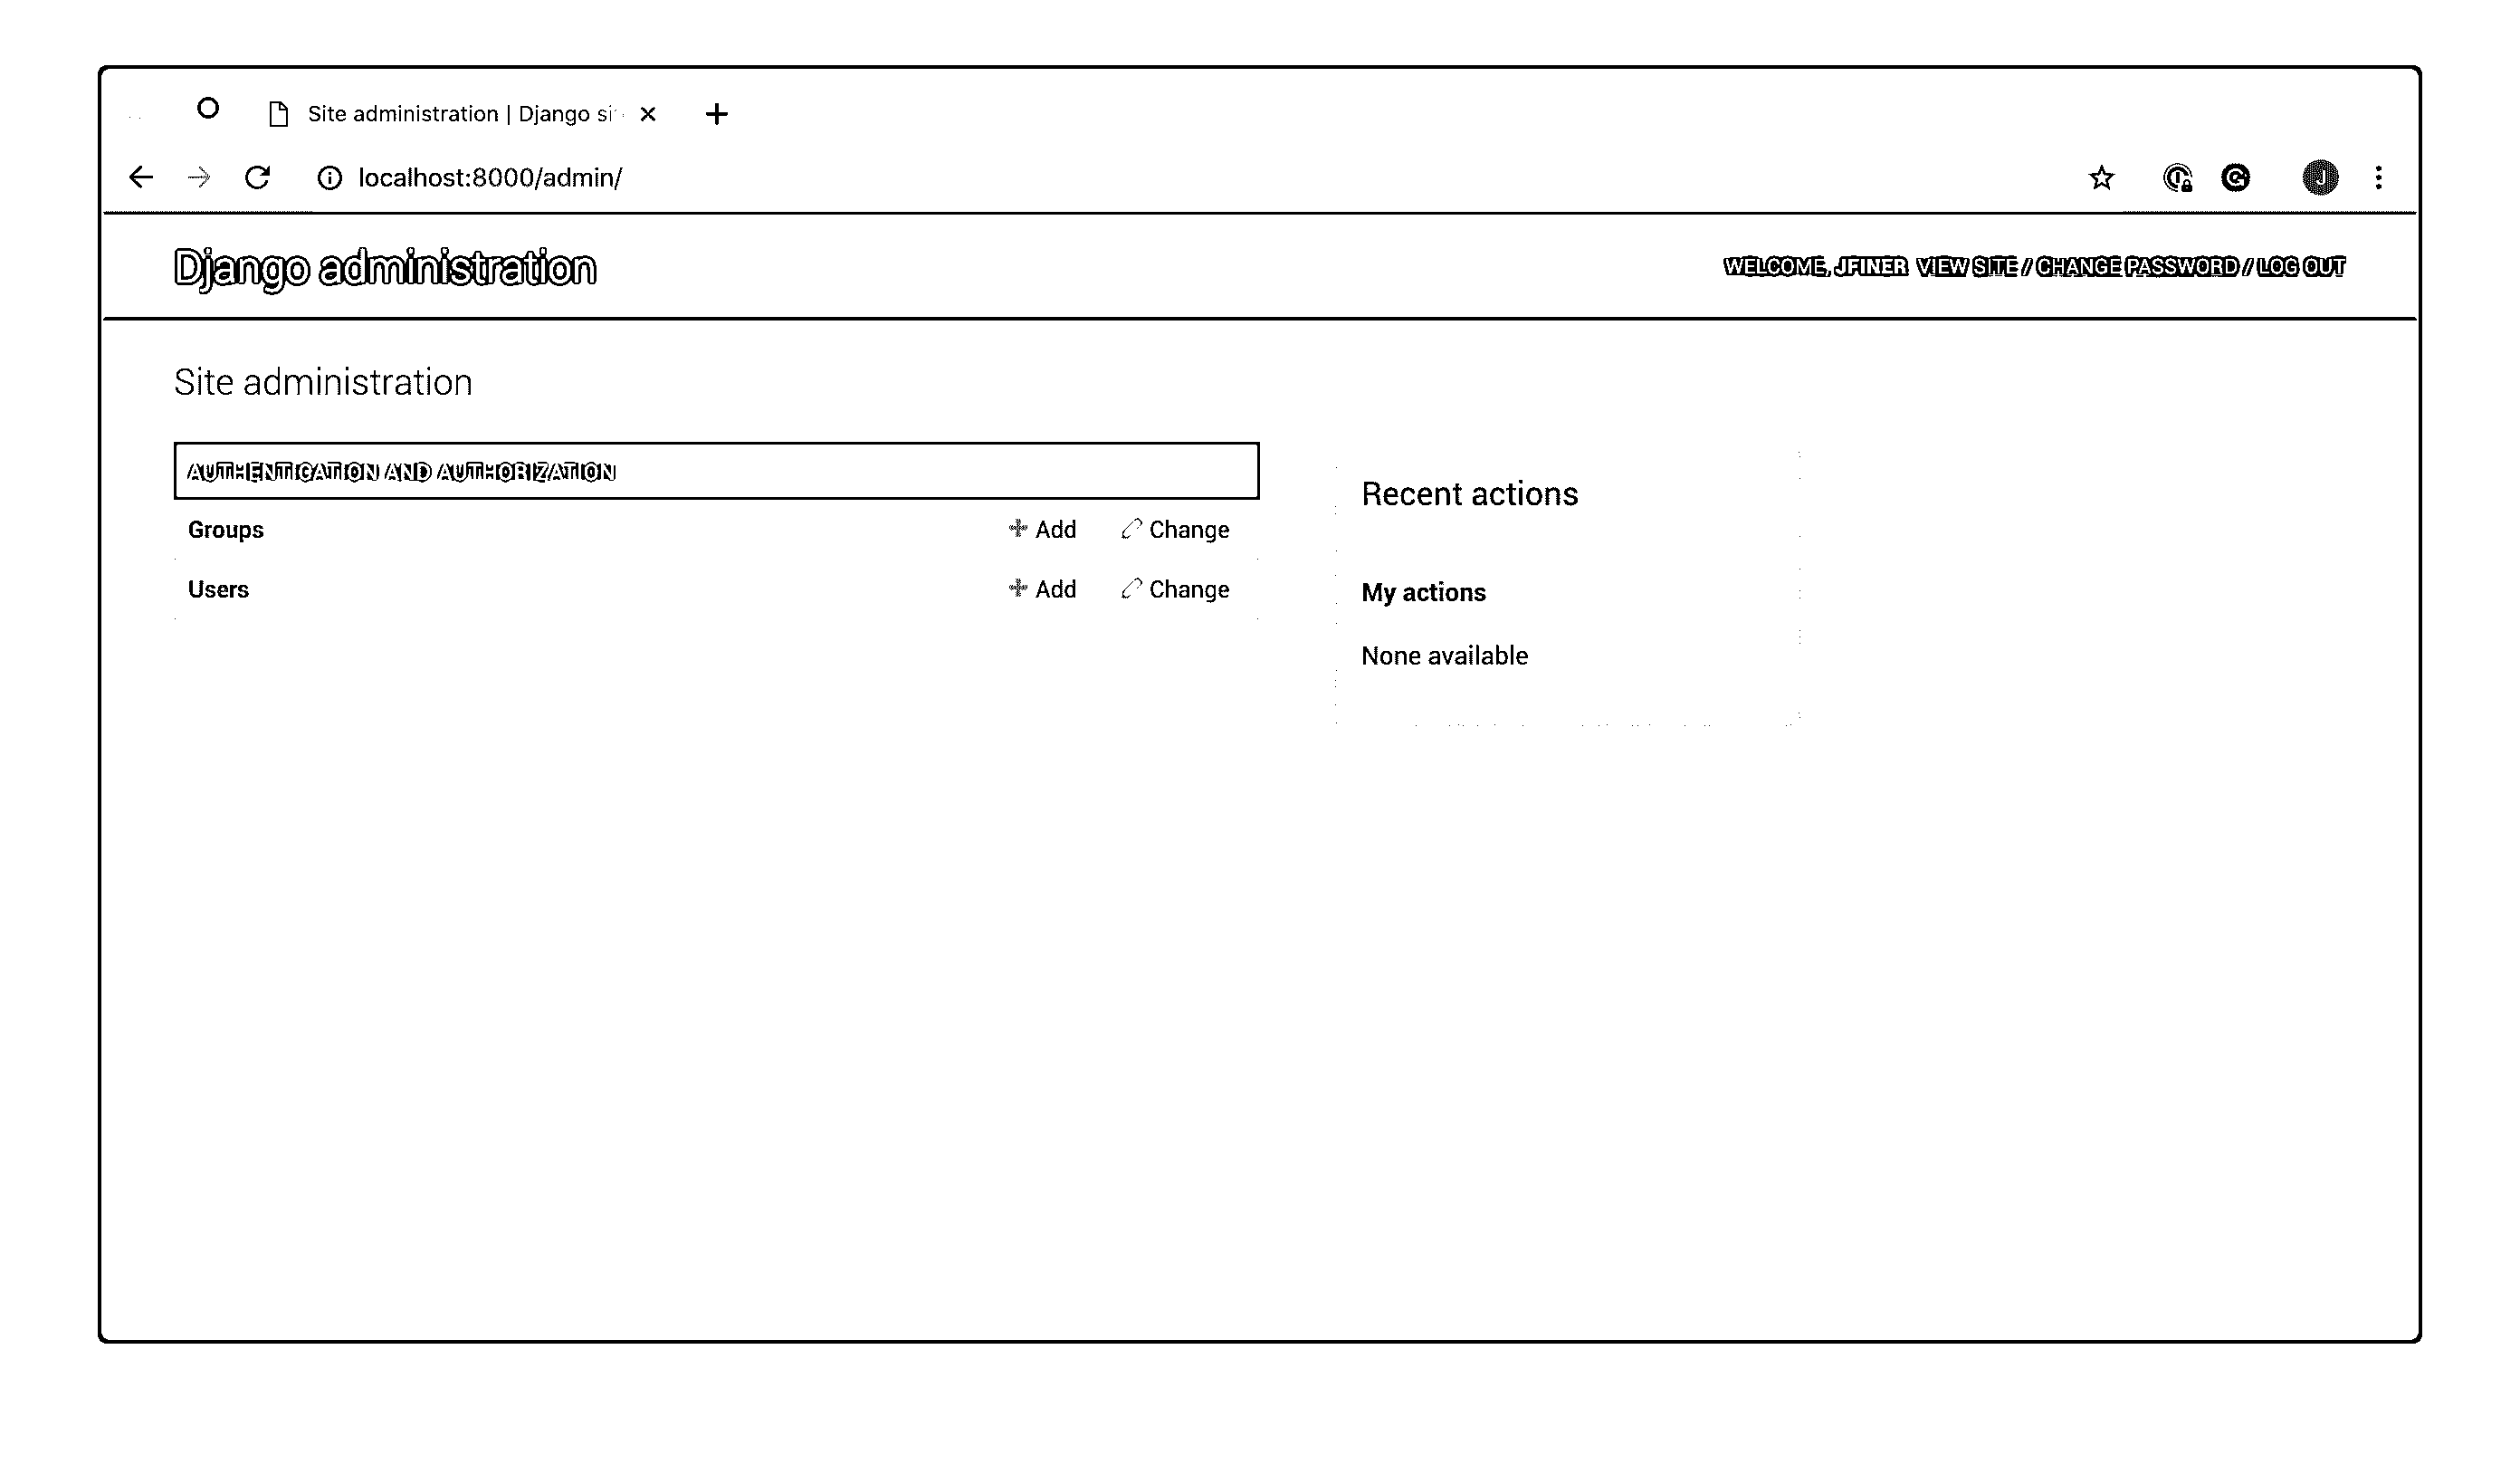 Site administration | Django si
localhost:8000/admin/
J
Django administration
WELCOME, JFINER VIEW SITE / CHANGE PASSWORD / LOG OUT
Site administration
AUTHENTICATION AND AUTHORIZATION
Groups Add Change
Users Add Change
Recent actions
My actions
None available